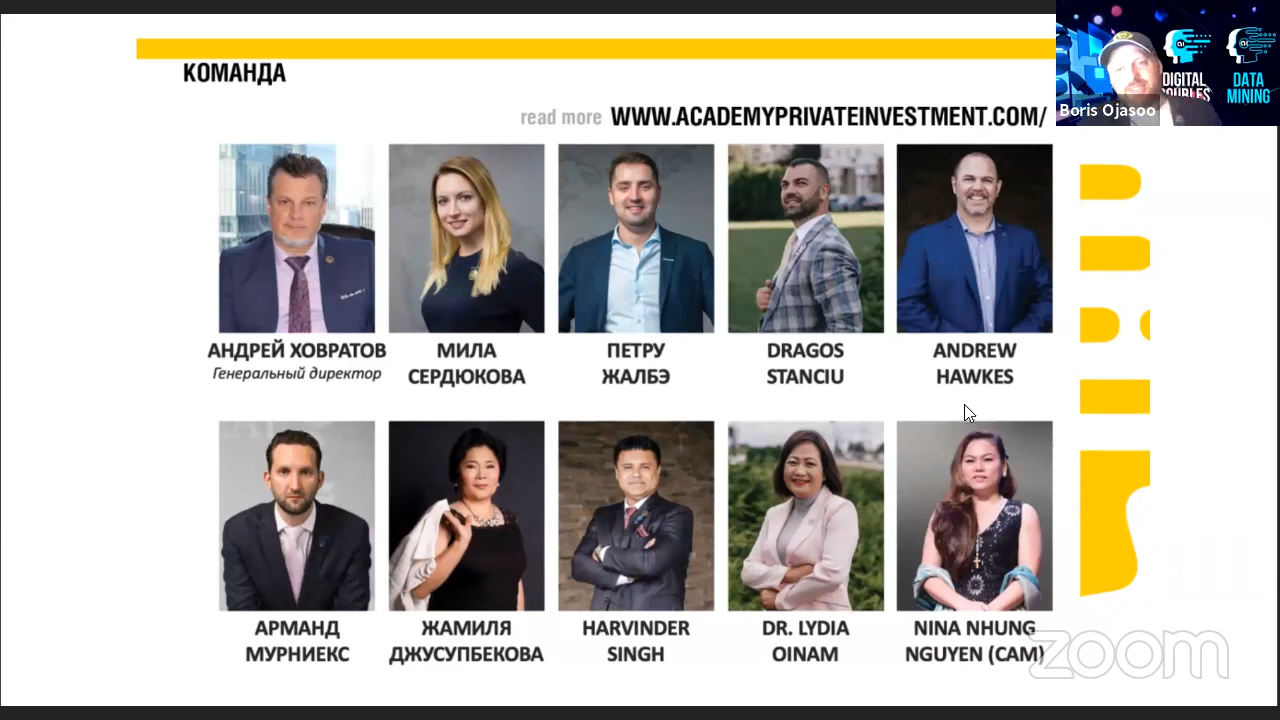 КОМАНДА
read more WWW.ACADEMYPRIVATEINVESTMENT.COM/
Boris Ojasoo
DATA
MINING
DIGITAL
АНДРЕЙ ХОВРАТОВ
Генеральный директор
МИЛА
СЕРДЮКОВА
ПЕТРУ
ЖАЛБЭ
DRAGOS
STANCIU
ANDREW
HAWKES
АРМАНД
МУРНИЕКС
ЖАМИЛЯ
ДЖУСУПБЕКОВА
HARVINDER
SINGH
DR. LYDIA
OINAM
NINA NHUNG
NGUYEN (CAM)
zoom